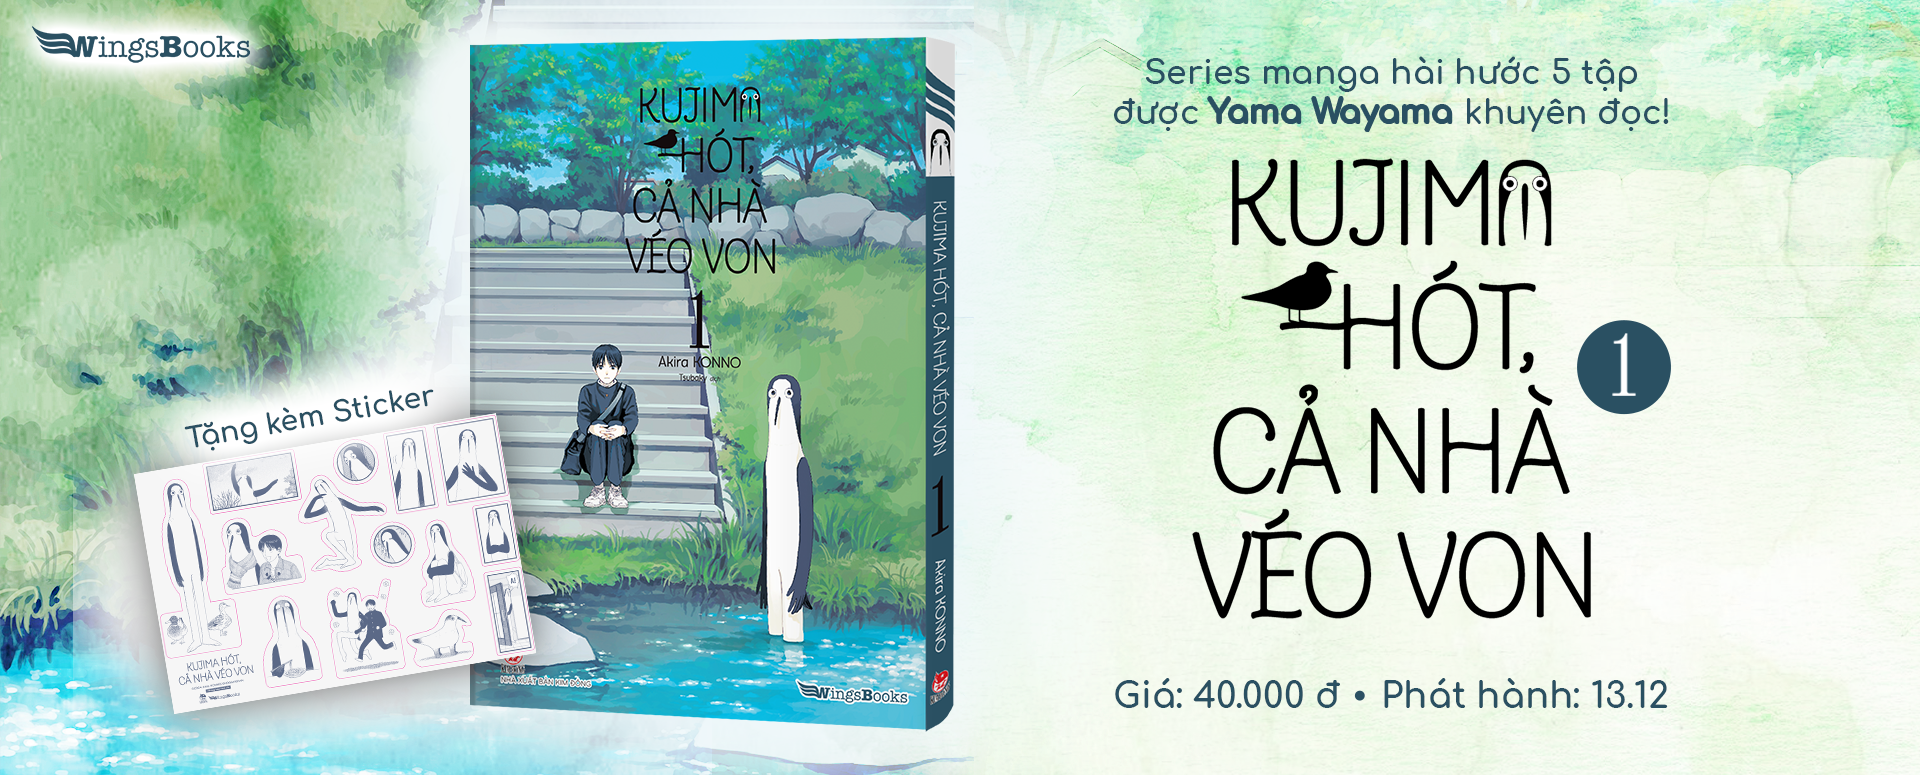 WingsBooks
Series manga hài hước 5 tập
được Yama Wayama khuyên đọc!
KUJIMA
HÓT,
CẢ NHÀ
VÉO VON
1
Giá: 40.000 đ • Phát hành: 13.12
KUJIMA
HÓT,
CẢ NHÀ
VÉO VON
1
Akira KONNO
Tsubaky dịch
NHÀ XUẤT BẢN KIM ĐỒNG
WingsBooks
KUJIMA HÓT, CẢ NHÀ VÉO VON 1 Akira KONNO
Tặng kèm Sticker
KUJIMA HÓT,
CẢ NHÀ VÉO VON
WingsBooks